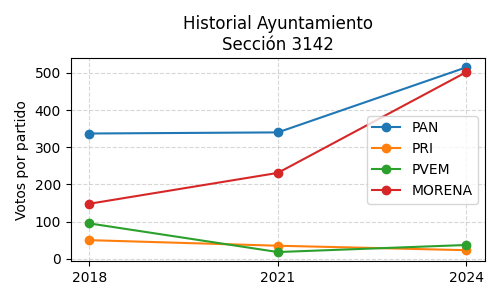 Historial Ayuntamiento
Sección 3142
Votos por partido
500
400
300
200
100
0
2018
2021
2024
PAN
PRI
PVEM
MORENA